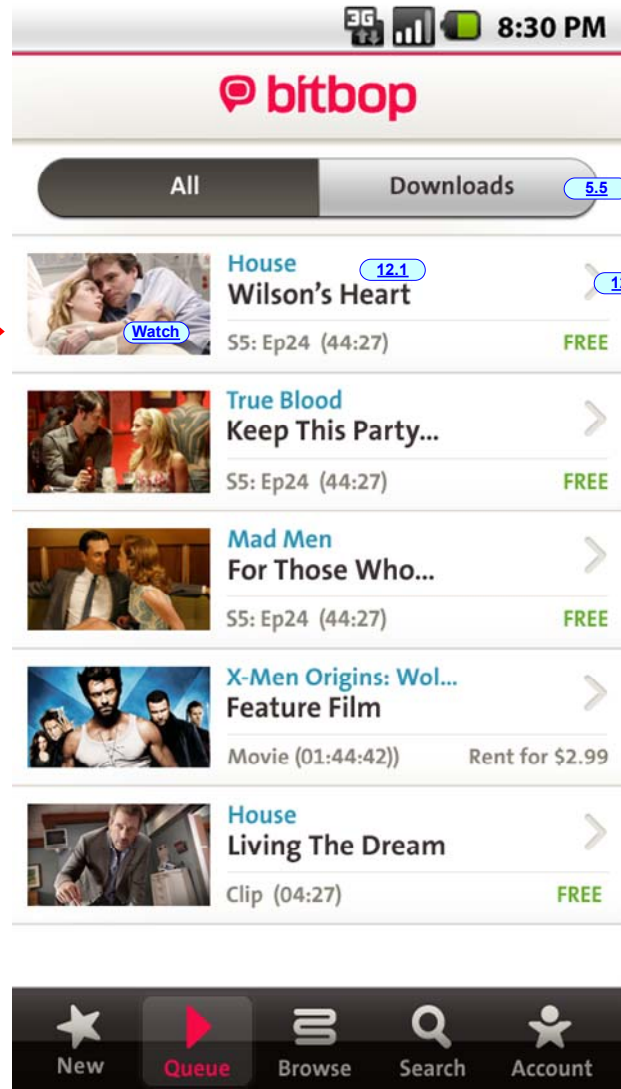 3G 8:30 PM
bitbop
All Downloads 5.5
House 12.1
Wilson's Heart
Watch
S5: Ep24 (44:27) FREE
True Blood
Keep This Party...
S5: Ep24 (44:27) FREE
Mad Men
For Those Who...
S5: Ep24 (44:27) FREE
X-Men Origins: Wol...
Feature Film
Movie (01:44:42)) Rent for $2.99
House
Living The Dream
Clip (04:27) FREE
New Queue Browse Search Account